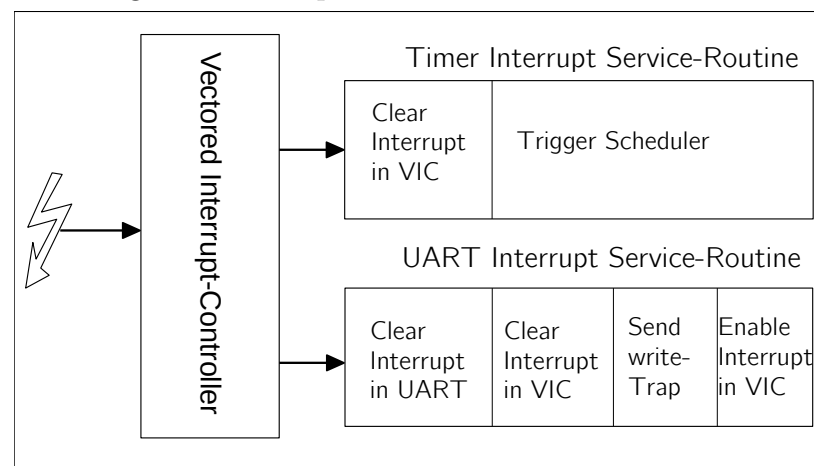 Vectored Interrupt-Controller
Timer Interrupt Service-Routine
Clear
Interrupt
in VIC
Trigger Scheduler
UART Interrupt Service-Routine
Clear
Interrupt
in UART
Clear
Interrupt
in VIC
Send
write-
Trap
Enable
Interrupt
in VIC